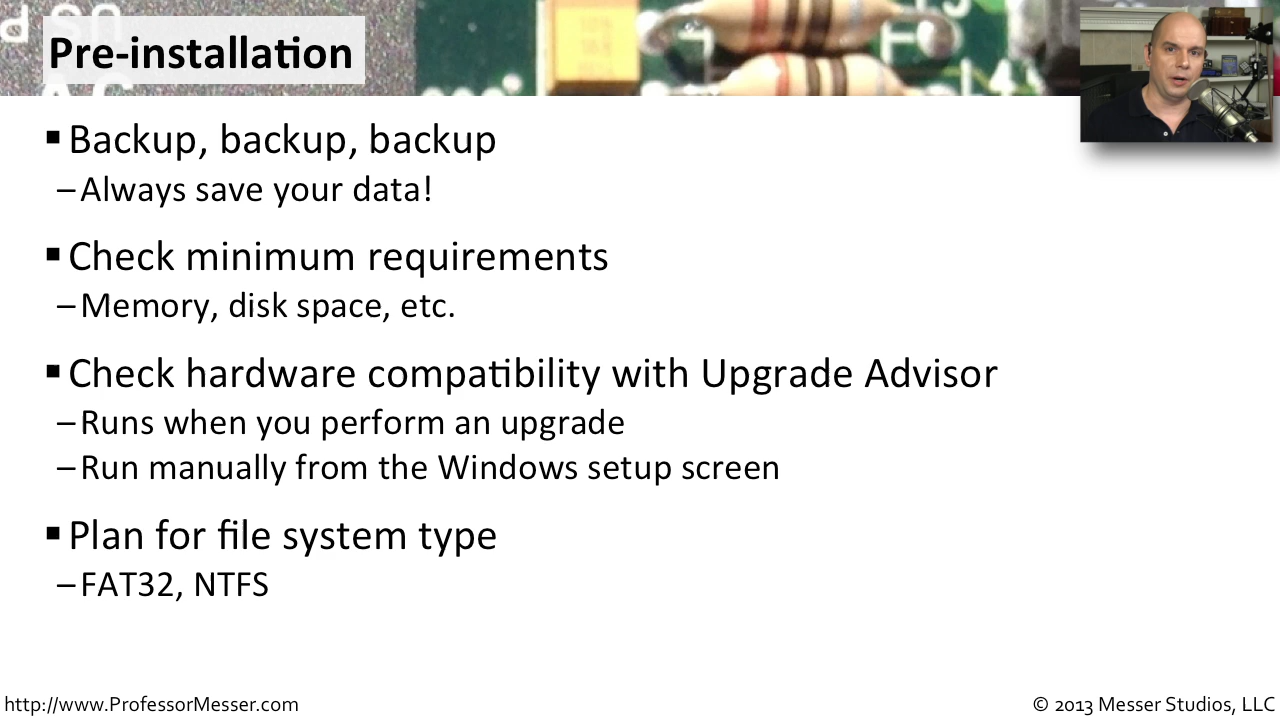 Pre-installation
▪ Backup, backup, backup
– Always save your data!
▪ Check minimum requirements
– Memory, disk space, etc.
▪ Check hardware compatibility with Upgrade Advisor
– Runs when you perform an upgrade
– Run manually from the Windows setup screen
▪ Plan for file system type
– FAT32, NTFS
http://www.ProfessorMesser.com
© 2013 Messer Studios, LLC